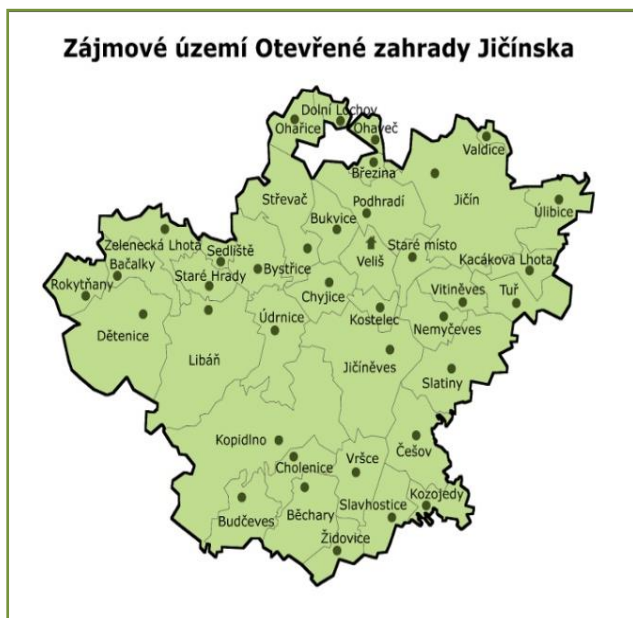 Zájmové území Otevřené zahrady Jičínska
Dolní Lochov
Ohařice
Ohaveč
Valdice
Březina
Jičín
Střevač
Podhradí
Úlibice
Bukvice
Zelenecká Lhota
Sedliště
Staré místo
Veliš
Kacákova Lhota
Bačalky
Bystřice
Rokytňany
Staré Hrady
Chyjice
Vitiněves
Tuř
Údrnice
Kostelec
Nemyčeves
Dětenice
Libáň
Jičíněves
Slatiny
Kopidlno
Češov
Cholenice
Vršce
Kozojedy
Běchary
Slavhostice
Budčeves
Židovice